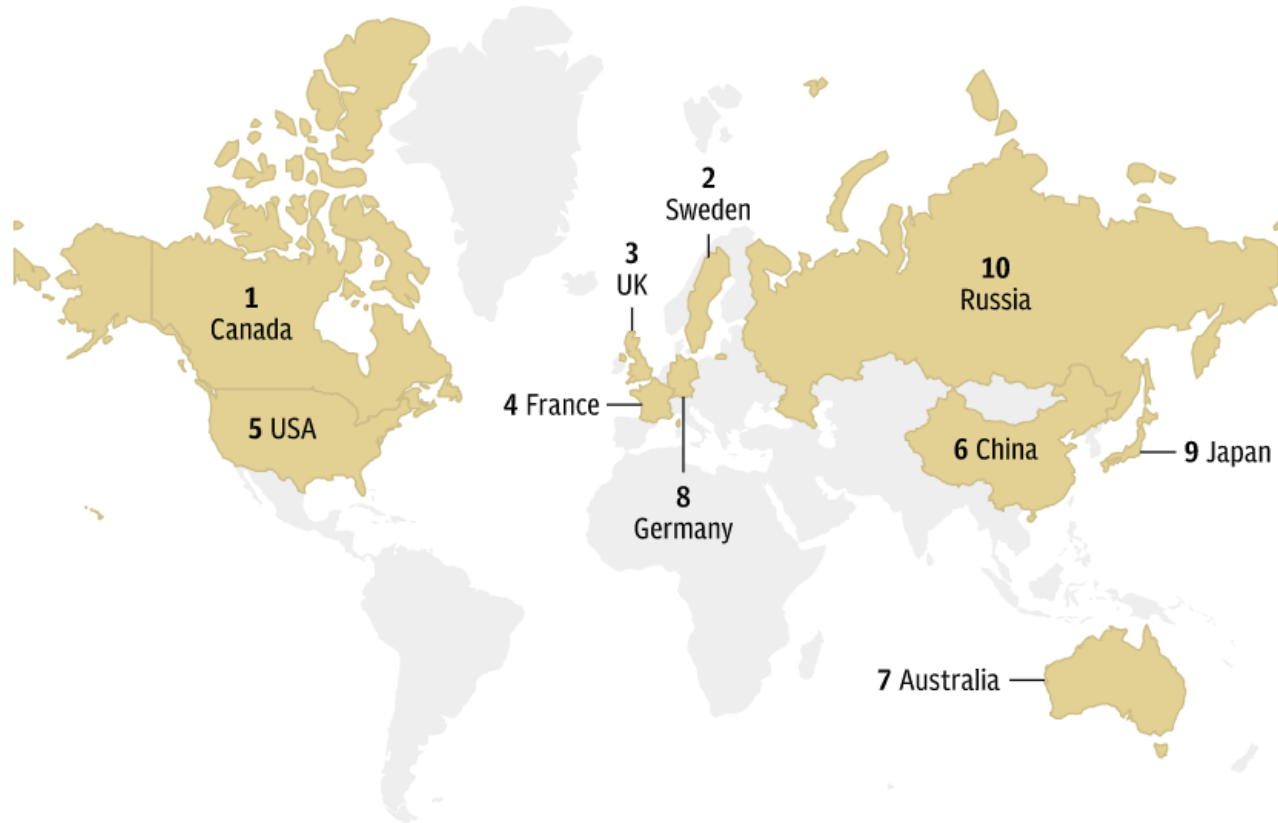 2
Sweden
3
UK
1
Canada
10
Russia
4 France
5 USA
6 China
9 Japan
8
Germany
7 Australia